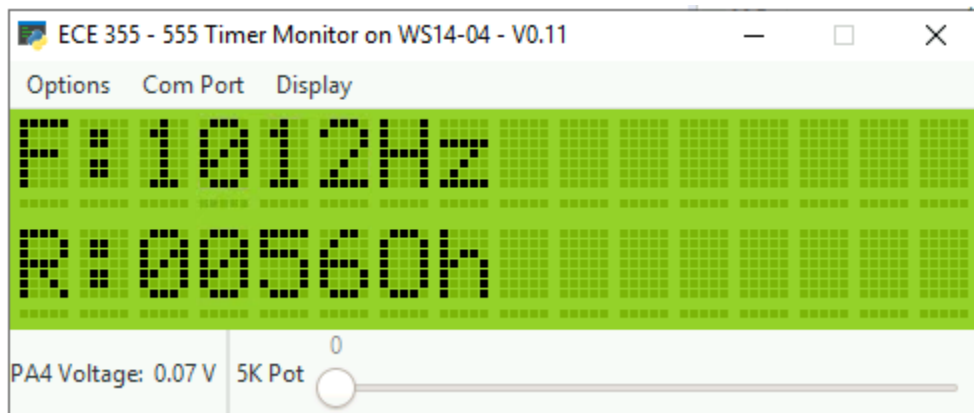 ECE 355 - 555 Timer Monitor on WS14-04 - V0.11
Options Com Port Display
F:1012Hz
R:0056Oh
0
PA4 Voltage: 0.07 V 5K Pot